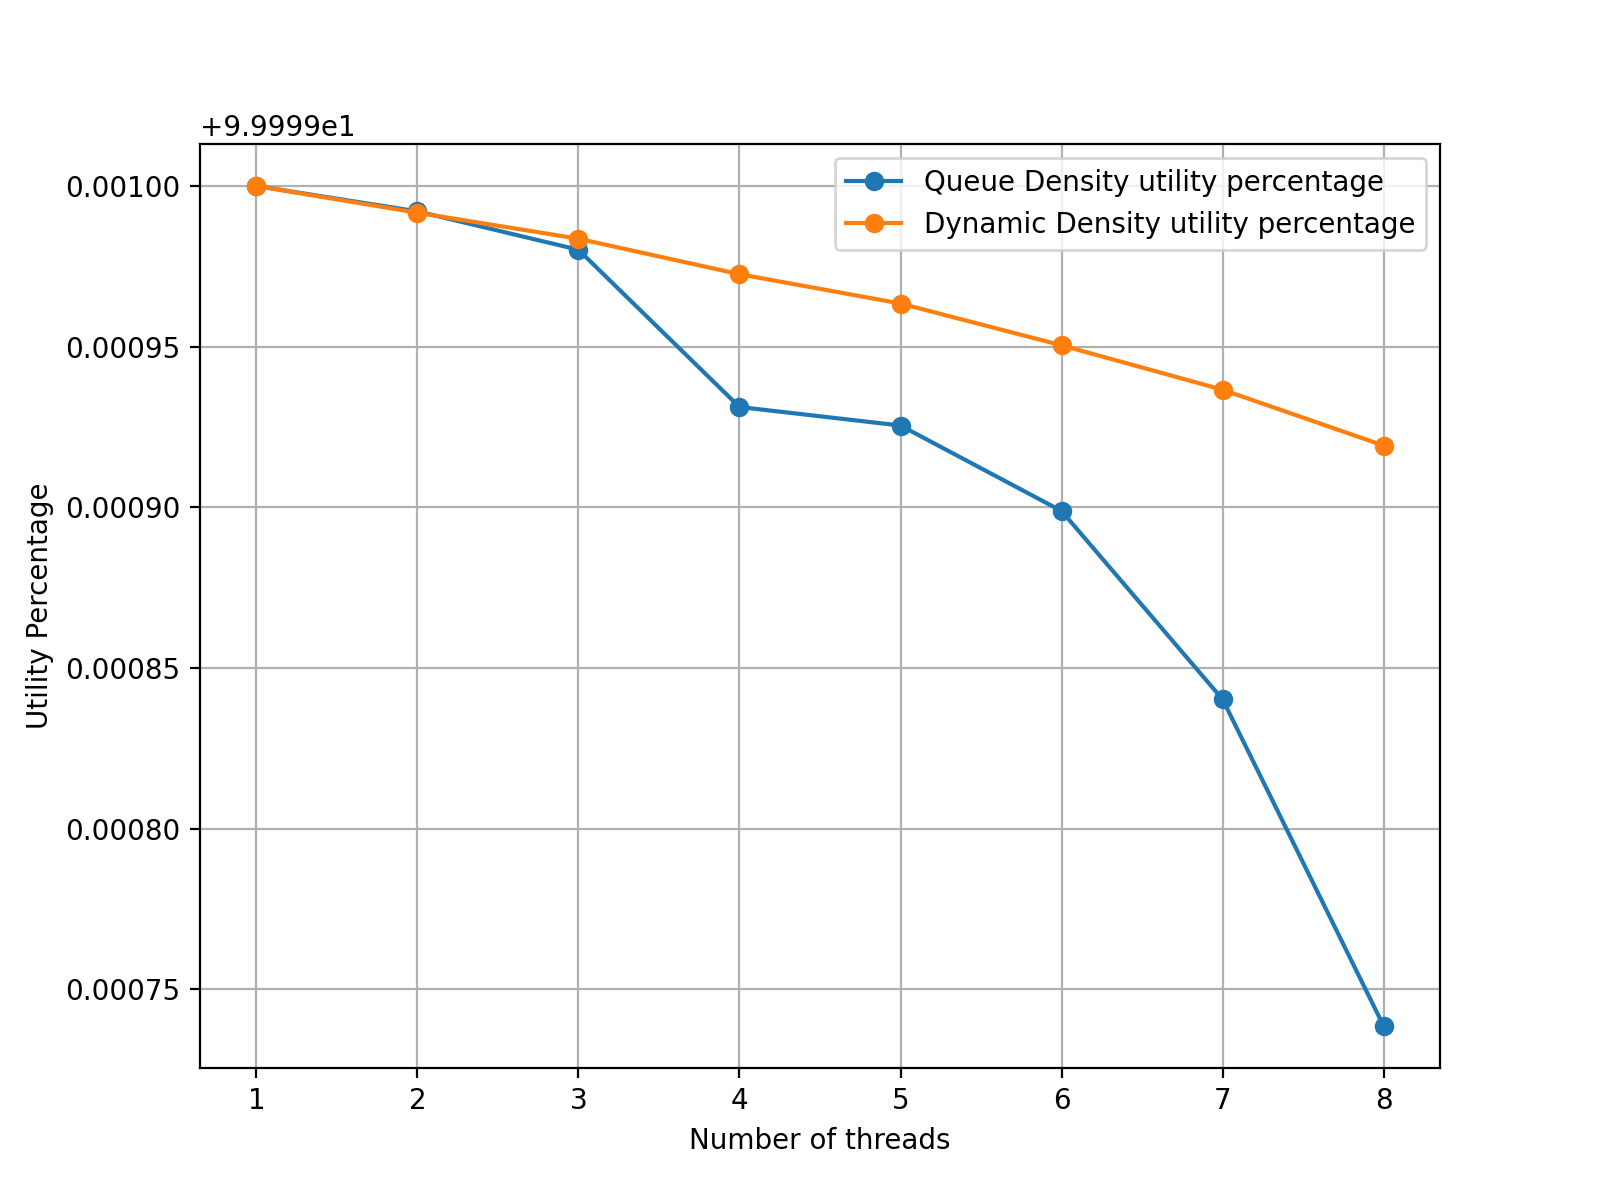 +9.9999e1
0.00100
0.00095
0.00090
0.00085
0.00080
0.00075
Utility Percentage
Queue Density utility percentage
Dynamic Density utility percentage
1 2 3 4 5 6 7 8
Number of threads